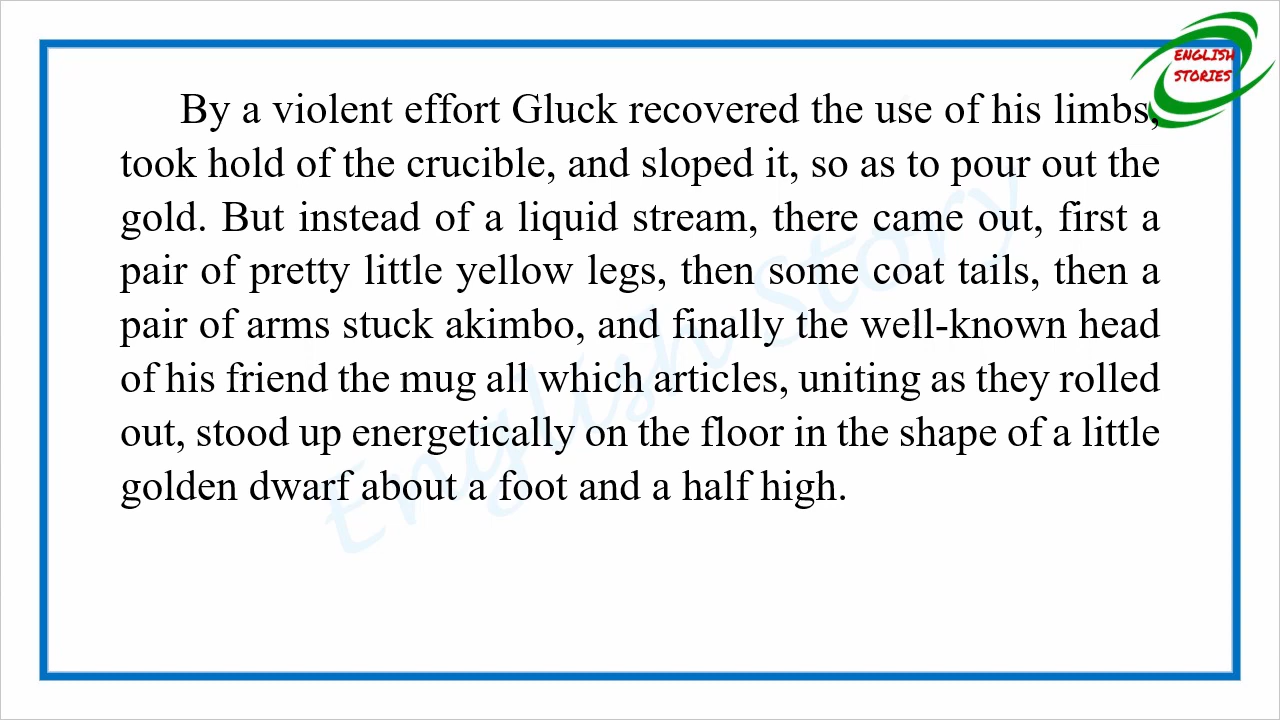 ENGLISH
STORIES
By a violent effort Gluck recovered the use of his limbs,
took hold of the crucible, and sloped it, so as to pour out the
gold. But instead of a liquid stream, there came out, first a
pair of pretty little yellow legs, then some coat tails, then a
pair of arms stuck akimbo, and finally the well-known head
of his friend the mug all which articles, uniting as they rolled
out, stood up energetically on the floor in the shape of a little
golden dwarf about a foot and a half high.
English Story